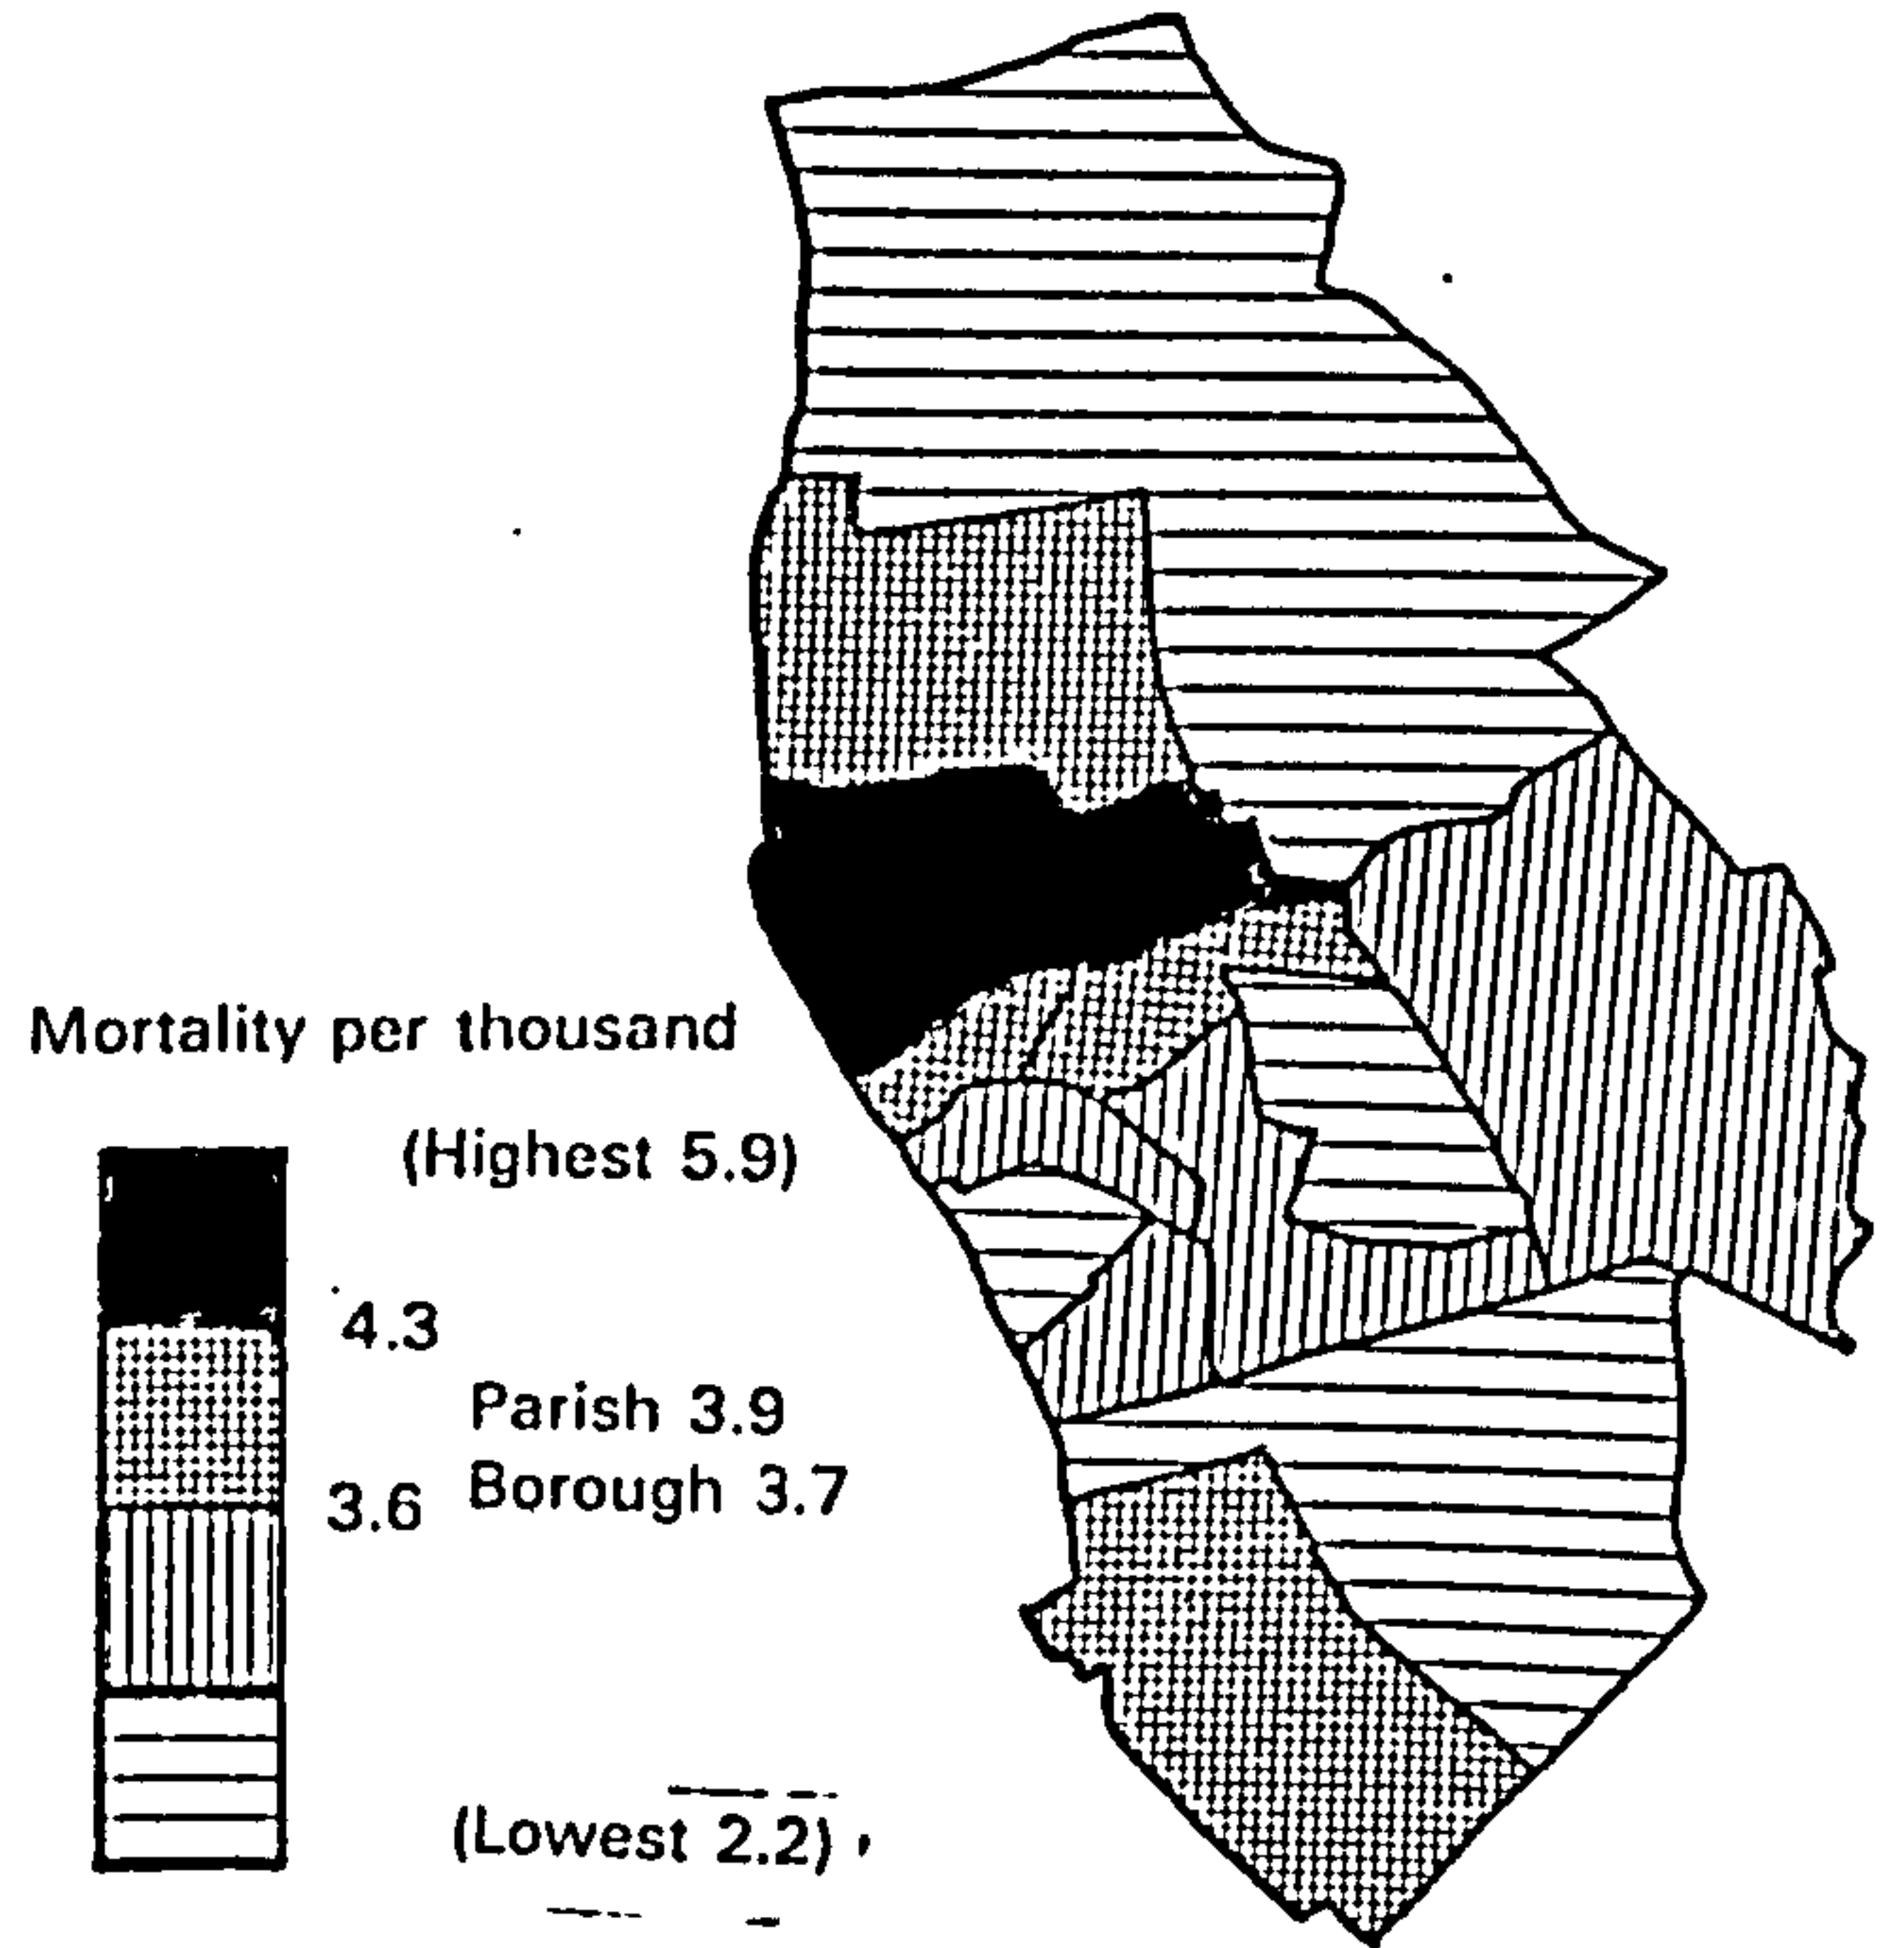 Mortality per thousand
(Highest 5.9)
4.3
Parish 3.9
3.6 Borough 3.7
(Lowest 2.2)